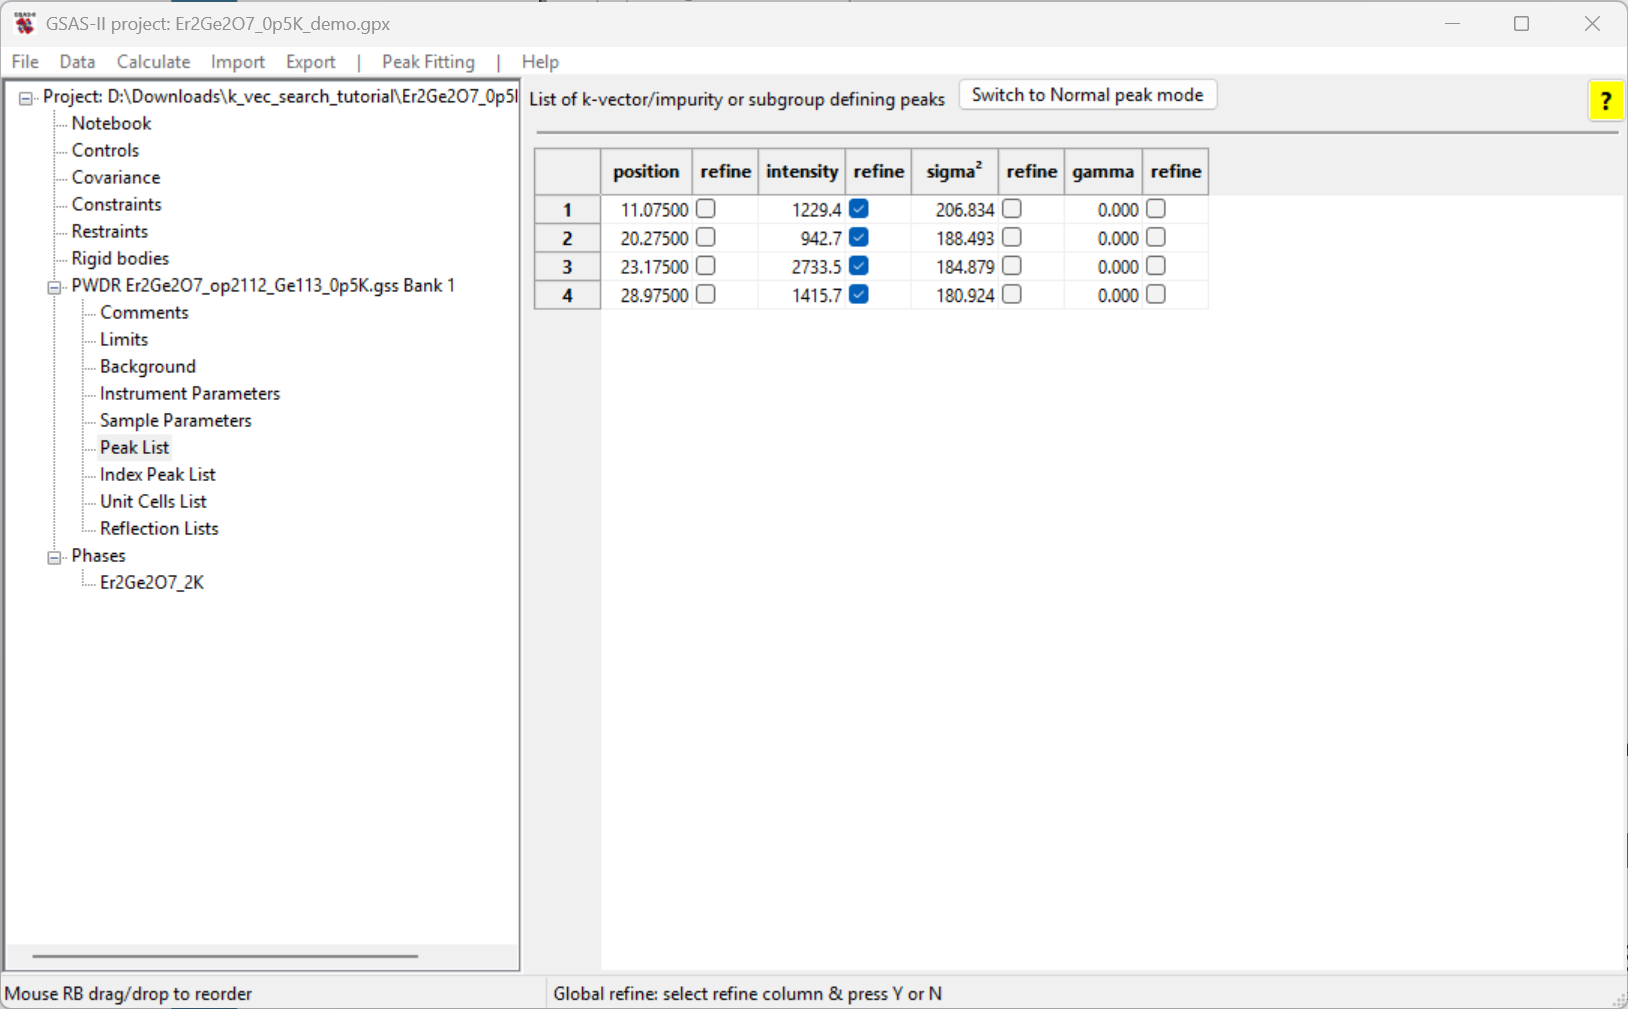 GSAS-II project: Er2Ge2O7_0p5K_demo.gpx
File Data Calculate Import Export | Peak Fitting | Help
Project: D:\Downloads\k_vec_search_tutorial\Er2Ge2O7_0p5
Notebook
Controls
Covariance
Constraints
Restraints
Rigid bodies
PWDR Er2Ge2O7_op2112_Ge113_0p5K.gss Bank 1
Comments
Limits
Background
Instrument Parameters
Sample Parameters
Peak List
Index Peak List
Unit Cells List
Reflection Lists
Phases
Er2Ge2O7_2K
List of k-vector/impurity or subgroup defining peaks Switch to Normal peak mode ?
position refine intensity refine sigma² refine gamma refine
1 11.07500 1229.4 206.834 0.000
2 20.27500 942.7 188.493 0.000
3 23.17500 2733.5 184.879 0.000
4 28.97500 1415.7 180.924 0.000
Mouse RB drag/drop to reorder
Global refine: select refine column & press Y or N